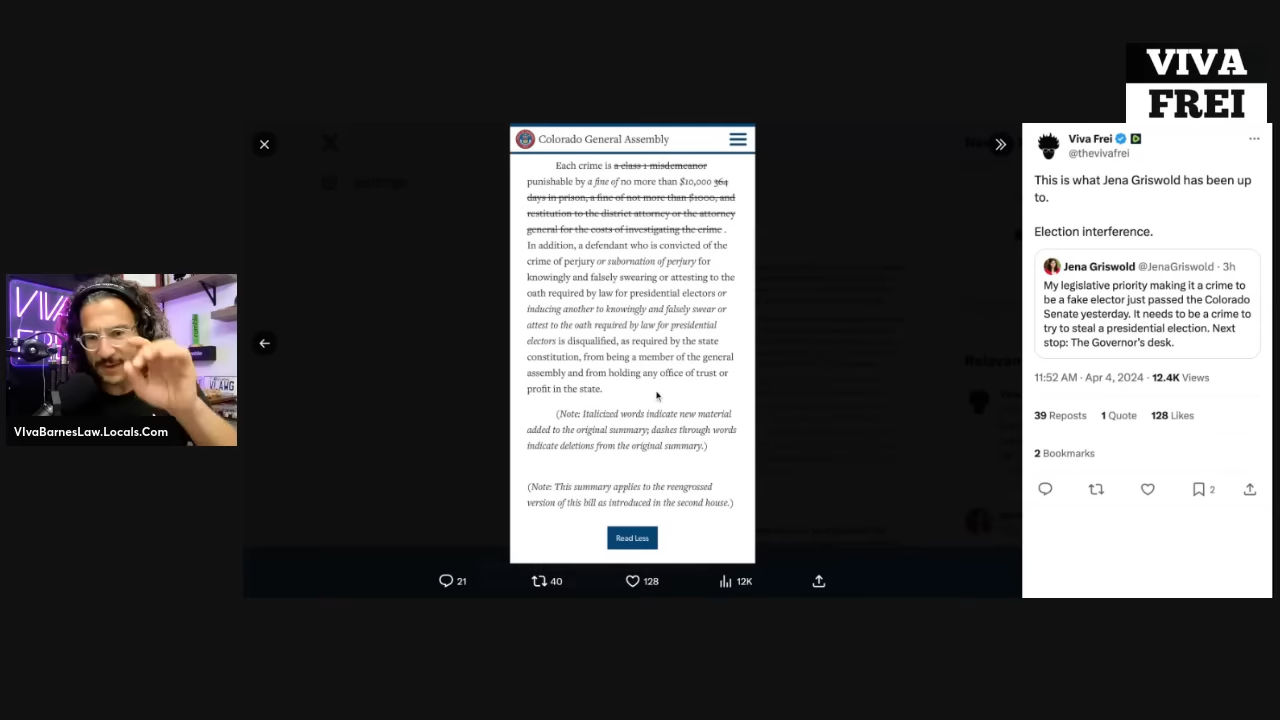 VIVA
FREI
Colorado General Assembly
Each crime is a class 1 misdemeanor
punishable by a fine of no more than $10,000 364
days in prison, a fine of not more than $1000, and
restitution to the district attorney or the attorney
general for the costs of investigating the crime .
In addition, a defendant who is convicted of the
crime of perjury or subornation of perjury for
knowingly and falsely swearing or attesting to the
oath required by law for presidential electors or
inducing another to knowingly and falsely swear or
attest to the oath required by law for presidential
electors is disqualified, as required by the state
constitution, from being a member of the general
assembly and from holding any office of trust or
profit in the state.
(Note: Italicized words indicate new material
added to the original summary; dashes through words
indicate deletions from the original summary.)
(Note: This summary applies to the reengrossed
version of this bill as introduced in the second house.)
Read Less
21
40
128
12K
Viva Frei
@thevivafrei
This is what Jena Griswold has been up
to.
Election interference.
Jena Griswold @JenaGriswold · 3h
My legislative priority making it a crime to
be a fake elector just passed the Colorado
Senate yesterday. It needs to be a crime to
try to steal a presidential election. Next
stop: The Governor's desk.
11:52 AM · Apr 4, 2024 · 12.4K Views
39 Reposts 1 Quote 128 Likes
2 Bookmarks
2
VLAWG
VIvaBarnesLaw.Locals.Com